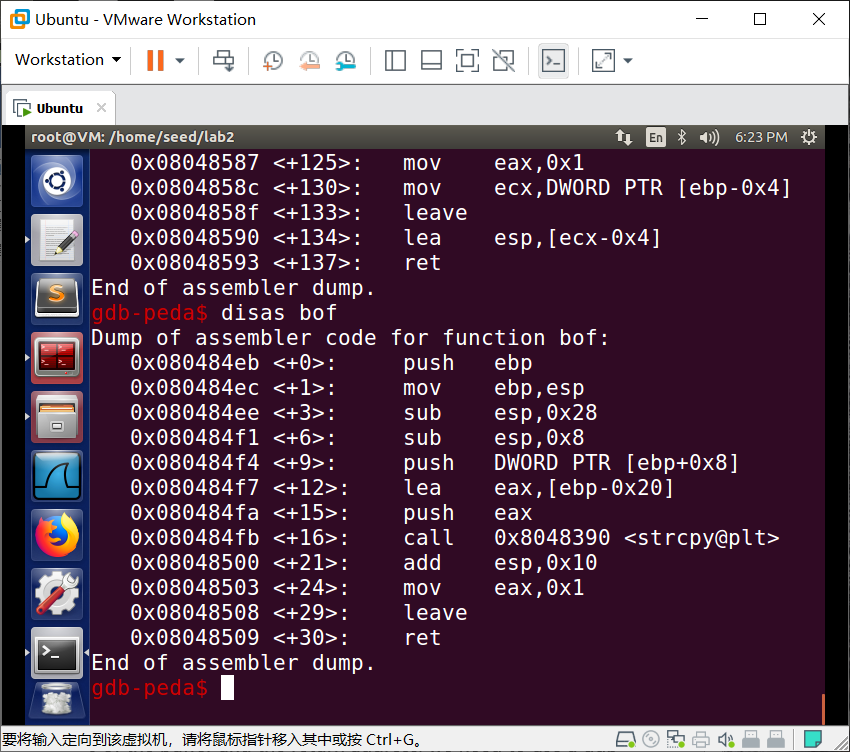 Ubuntu - VMware Workstation
Workstation
Ubuntu
root@VM: /home/seed/lab2 En 6:23 PM
0x08048587 <+125>: mov eax,0x1
0x0804858c <+130>: mov ecx,DWORD PTR [ebp-0x4]
0x0804858f <+133>: leave
0x08048590 <+134>: lea esp,[ecx-0x4]
0x08048593 <+137>: ret
End of assembler dump.
gdb-peda$ disas bof
Dump of assembler code for function bof:
0x080484eb <+0>: push ebp
0x080484ec <+1>: mov ebp,esp
0x080484ee <+3>: sub esp,0x28
0x080484f1 <+6>: sub esp,0x8
0x080484f4 <+9>: push DWORD PTR [ebp+0x8]
0x080484f7 <+12>: lea eax,[ebp-0x20]
0x080484fa <+15>: push eax
0x080484fb <+16>: call 0x8048390 <strcpy@plt>
0x08048500 <+21>: add esp,0x10
0x08048503 <+24>: mov eax,0x1
0x08048508 <+29>: leave
0x08048509 <+30>: ret
End of assembler dump.
gdb-peda$
要将输入定向到该虚拟机，请将鼠标指针移入其中或按 Ctrl+G。